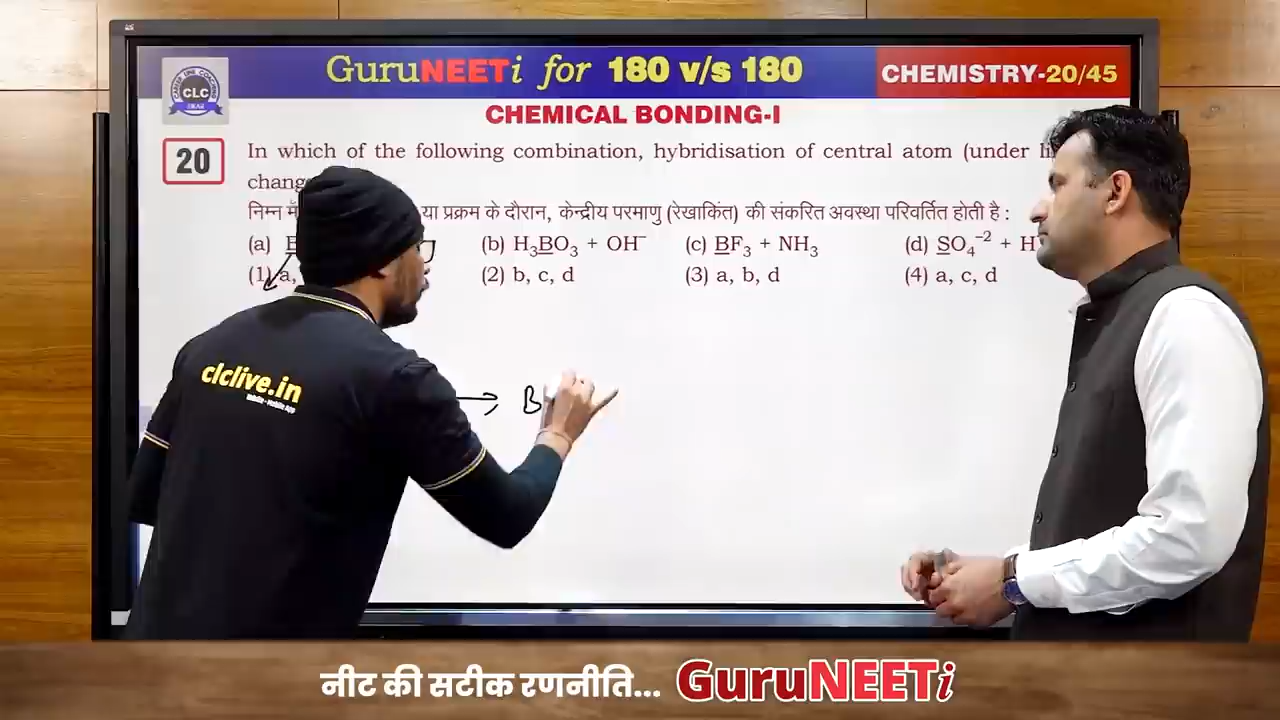 GuruNEETi for 180 v/s 180
CHEMISTRY-20/45
CLC
CHEMICAL BONDING-I
20
In which of the following combination, hybridisation of central atom (under
निम्न में या प्रक्रम के दौरान, केन्द्रीय परमाणु (रेखाकिंत) की संकरित अवस्था परिवर्तित होती है :
(a) (b) H₃BO₃ + OH⁻ (c) BF₃ + NH₃ (d) SO₄⁻² + H
(1) a, (2) b, c, d (3) a, b, d (4) a, c, d
→ B
clclive.in
नीट की सटीक रणनीति... GuruNEETi